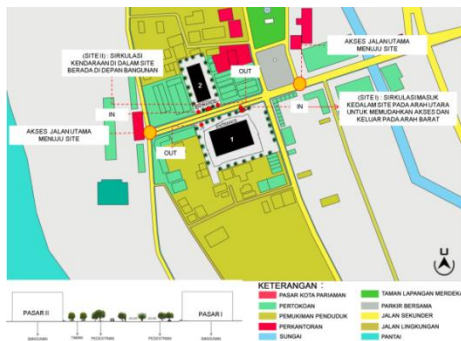 (SITE II) : SIRKULASI
KENDARAAN DI DALAM SITE
BERADA DI DEPAN BANGUNAN
AKSES JALAN UTAMA
MENUJU SITE
OUT
2
IN
IN
(SITE I) : SIRKULASI MASUK
KEDALAM SITE PADA ARAH UTARA
UNTUK MEMUDAHKAN AKSES DAN
KELUAR PADA ARAH BARAT
AKSES JALAN UTAMA
MENUJU SITE
OUT
1
U
KETERANGAN :
PASAR KOTA PARIAMAN
PERTOKOAN
PEMUKIMAN PENDUDUK
PERKANTORAN
SUNGAI
TAMAN LAPANGAN MERDEKA
PARKIR BERSAMA
JALAN SEKUNDER
JALAN LINGKUNGAN
PANTAI
PASAR II
PASAR I
BANGUNAN
TAMAN
PEDESTRIAN
PEDESTRIAN
BANGUNAN